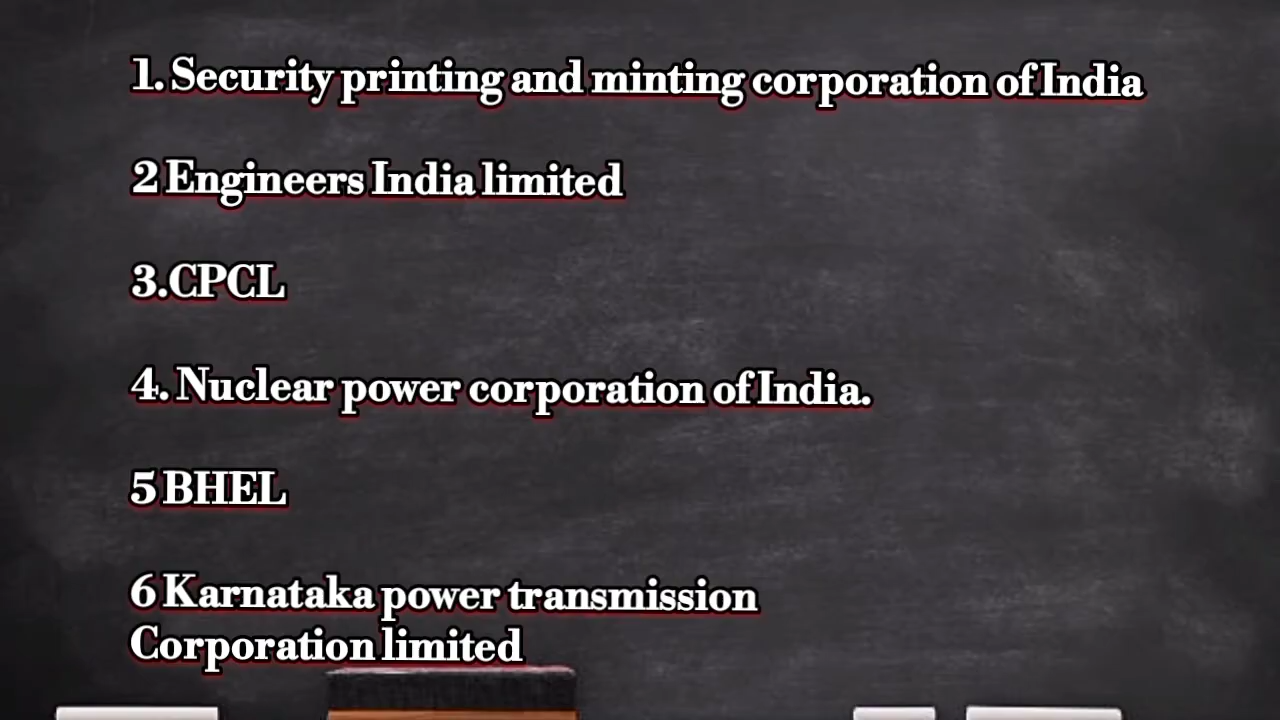 1. Security printing and minting corporation of India
2 Engineers India limited
3.CPCL
4. Nuclear power corporation of India.
5 BHEL
6 Karnataka power transmission
Corporation limited